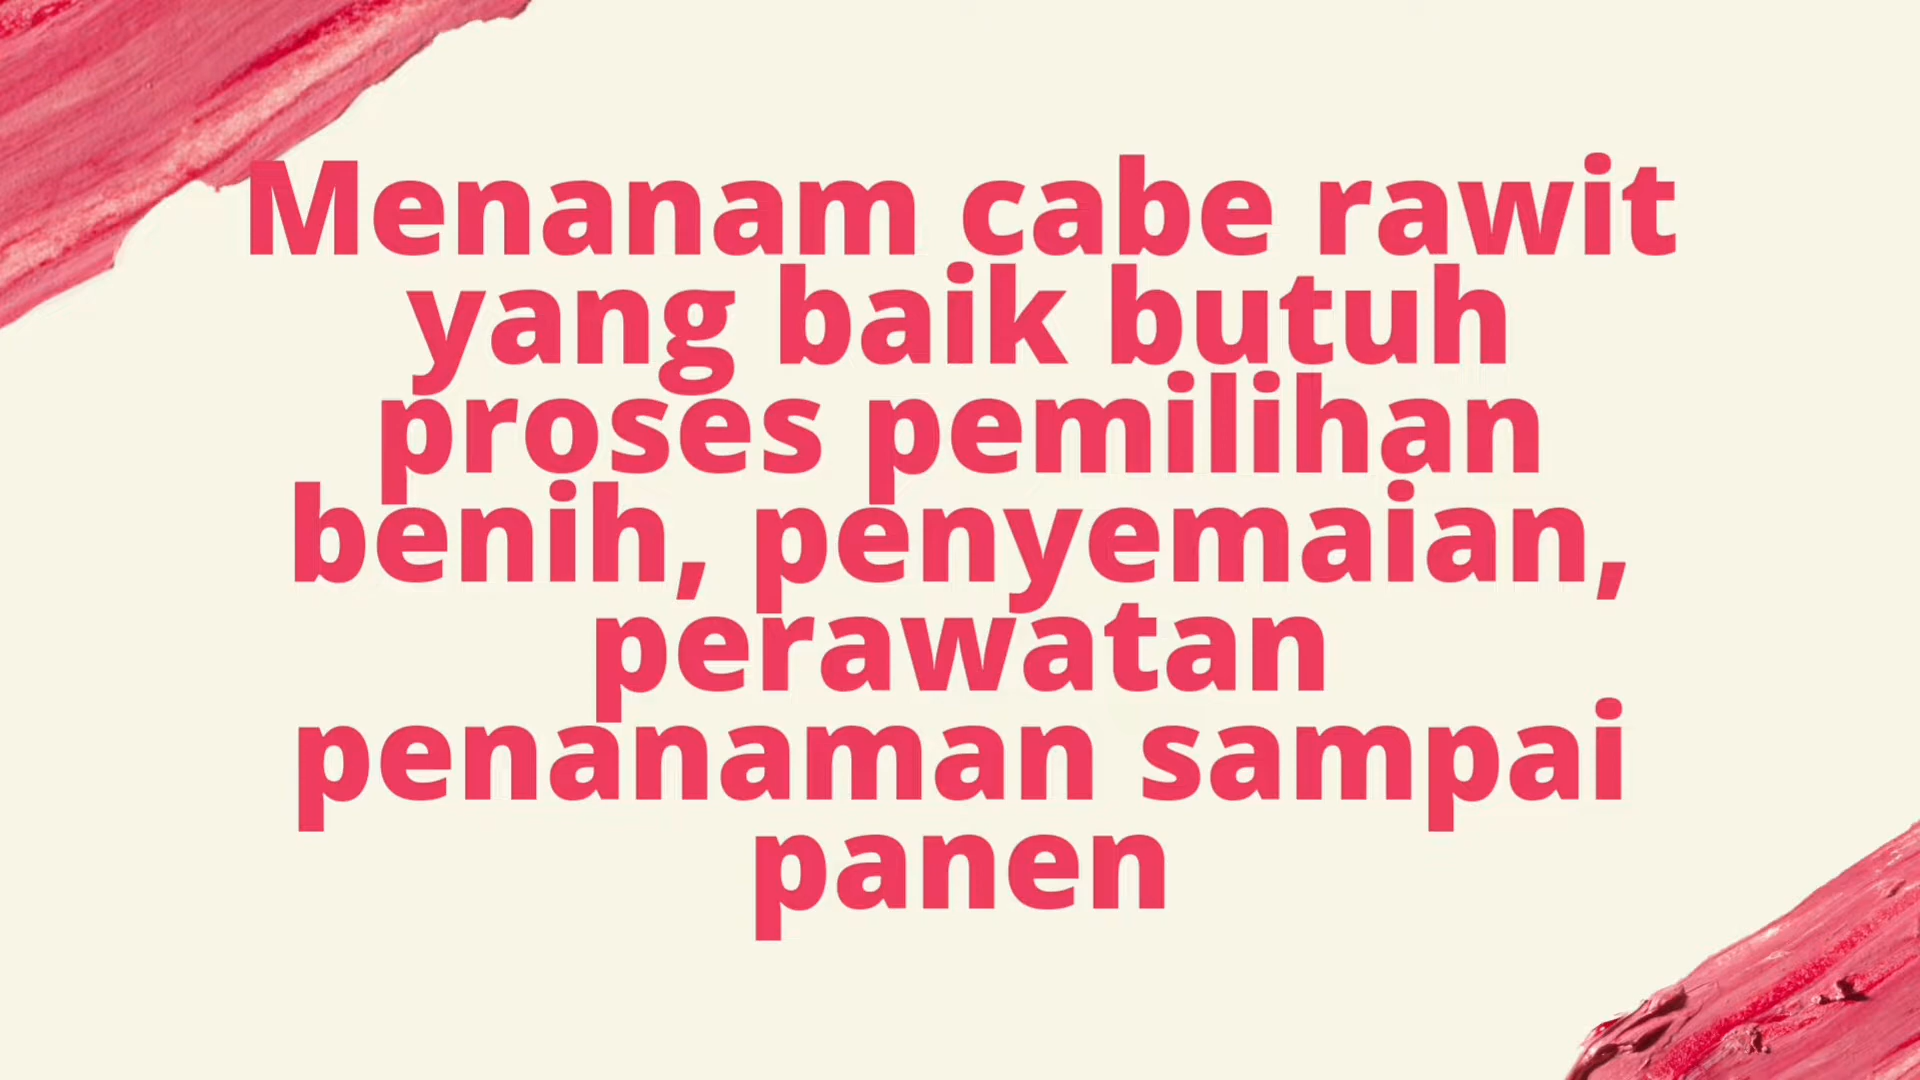 Menanam cabe rawit
yang baik butuh
proses pemilihan
benih, penyemaian,
perawatan
penanaman sampai
panen